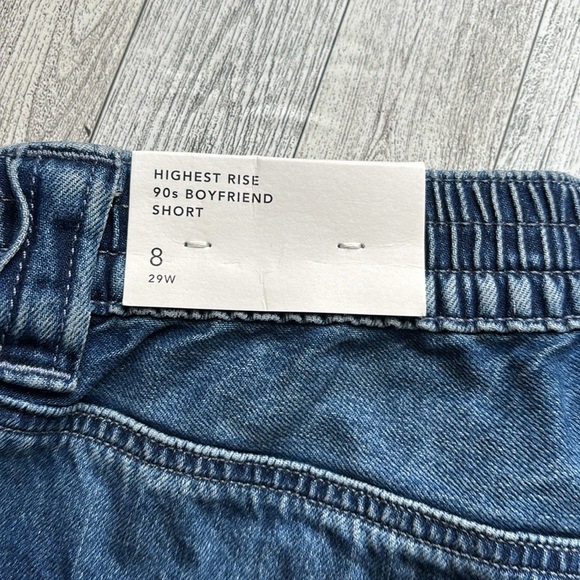 HIGHEST RISE
90s BOYFRIEND
SHORT
8
29W